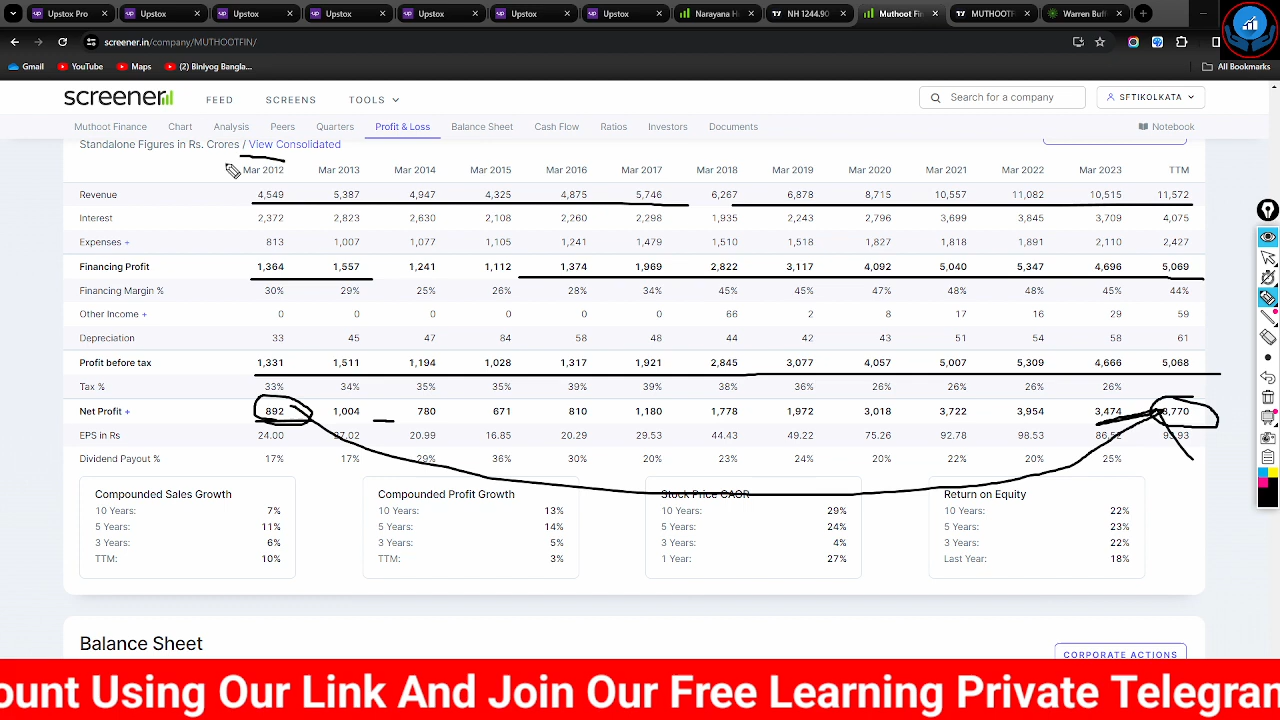 Upstox Pro
Upstox
Upstox
Upstox
Upstox
Upstox
Upstox
Narayana H
NH 1244.90
Muthoot Fin
MUTHOOTF
Warren Buff
screener.in/company/MUTHOOTFIN/
Gmail YouTube Maps (2) Biniyog Bangla... All Bookmarks
screener FEED SCREENS TOOLS Search for a company SFTIKOLKATA
Muthoot Finance Chart Analysis Peers Quarters Profit & Loss Balance Sheet Cash Flow Ratios Investors Documents Notebook
Standalone Figures in Rs. Crores / View Consolidated
Mar 2012 Mar 2013 Mar 2014 Mar 2015 Mar 2016 Mar 2017 Mar 2018 Mar 2019 Mar 2020 Mar 2021 Mar 2022 Mar 2023 TTM
Revenue 4,549 5,387 4,947 4,325 4,875 5,746 6,267 6,878 8,715 10,557 11,082 10,515 11,572
Interest 2,372 2,823 2,630 2,108 2,260 2,298 1,935 2,243 2,796 3,699 3,845 3,709 4,075
Expenses + 813 1,007 1,077 1,105 1,241 1,479 1,510 1,518 1,827 1,818 1,891 2,110 2,427
Financing Profit 1,364 1,557 1,241 1,112 1,374 1,969 2,822 3,117 4,092 5,040 5,347 4,696 5,069
Financing Margin % 30% 29% 25% 26% 28% 34% 45% 45% 47% 48% 48% 45% 44%
Other Income + 0 0 0 0 0 0 66 2 8 17 16 29 59
Depreciation 33 45 47 84 58 48 44 42 43 51 54 58 61
Profit before tax 1,331 1,511 1,194 1,028 1,317 1,921 2,845 3,077 4,057 5,007 5,309 4,666 5,068
Tax % 33% 34% 35% 35% 39% 39% 38% 36% 26% 26% 26% 26%
Net Profit + 892 1,004 780 671 810 1,180 1,778 1,972 3,018 3,722 3,954 3,474 3,770
EPS in Rs 24.00 27.02 20.99 16.85 20.29 29.53 44.43 49.22 75.26 92.78 98.53 93.93
Dividend Payout % 17% 17% 29% 36% 30% 20% 23% 24% 20% 22% 20% 25%
Compounded Sales Growth
10 Years: 7%
5 Years: 11%
3 Years: 6%
TTM: 10%
Compounded Profit Growth
10 Years: 13%
5 Years: 14%
3 Years: 5%
TTM: 3%
Stock Price CAGR
10 Years: 29%
5 Years: 24%
3 Years: 4%
1 Year: 27%
Return on Equity
10 Years: 22%
5 Years: 23%
3 Years: 22%
Last Year: 18%
Balance Sheet
CORPORATE ACTIONS
ount Using Our Link And Join Our Free Learning Private Telegram